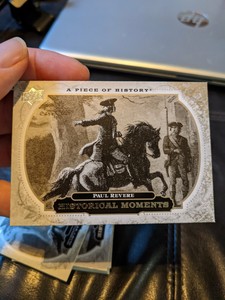 A PIECE OF HISTORY
PAUL REVERE
HISTORICAL MOMENTS